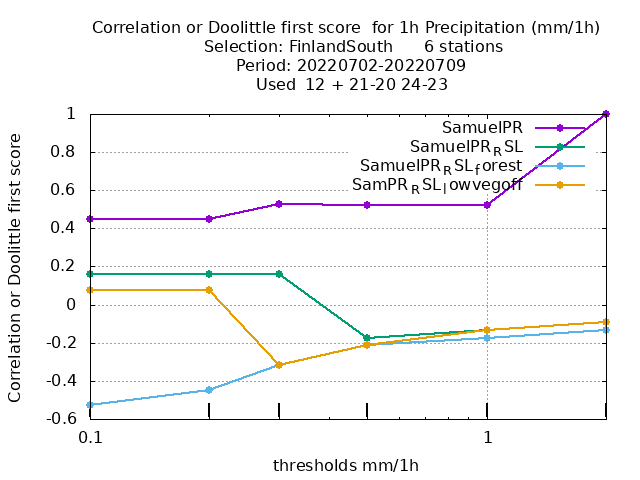 Correlation or Doolittle first score  for 1h Precipitation (mm/1h)
Selection: FinlandSouth      6 stations
Period: 20220702-20220709
Used  12 + 21-20 24-23
SamuelPR
SamuelPR_RSL
SamuelPR_RSL_forest
SamPR_RSL_lowvegoff
Correlation or Doolittle first score
1
0.8
0.6
0.4
0.2
0
-0.2
-0.4
-0.6
0.1
1
thresholds mm/1h